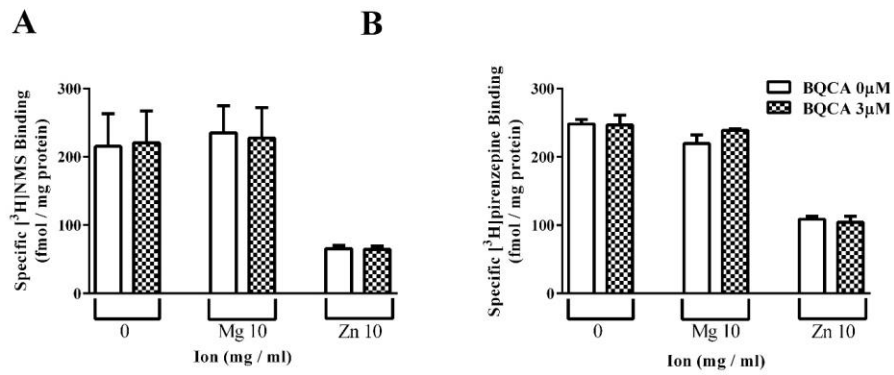 A
B
Specific [³H]NMS Binding
(fmol / mg protein)
300
200
100
0
0
Mg 10
Zn 10
Ion (mg / ml)
Specific [³H]pirenzepine Binding
(fmol / mg protein)
300
200
100
0
0
Mg 10
Zn 10
Ion (mg / ml)
BQCA 0µM
BQCA 3µM